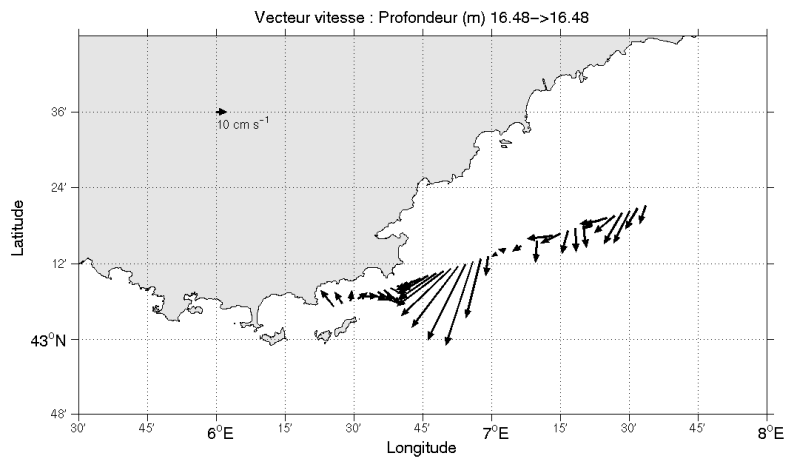 Vecteur vitesse : Profondeur (m) 16.48−>16.48
36'
10 cm s⁻¹
24'
Latitude
12'
43°N
48'
30' 45' 6°E 15' 30' 45' 7°E 15' 30' 45' 8°E
Longitude